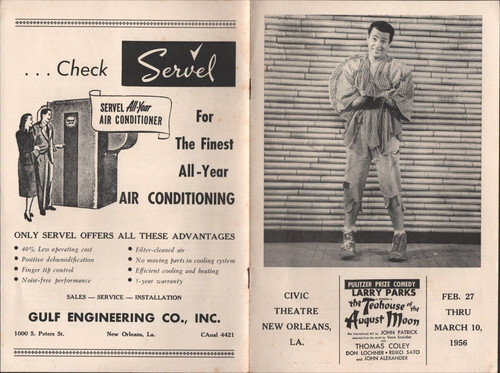 ...Check Servel
SERVEL All-Year
AIR CONDITIONER
For
The Finest
All-Year
AIR CONDITIONING
ONLY SERVEL OFFERS ALL THESE ADVANTAGES
• 40% Less operating cost
• Positive dehumidification
• Finger tip control
• Noise-free performance
• Filter-cleaned air
• No moving parts in cooling system
• Efficient cooling and heating
• 5-year warranty
SALES — SERVICE — INSTALLATION
GULF ENGINEERING CO., INC.
1000 S. Peters St. New Orleans, La. CAnal 4421
CIVIC
THEATRE
NEW ORLEANS,
LA.
PULITZER PRIZE COMEDY
LARRY PARKS
the Teahouse of the
August Moon
JOHN PATRICK
Vern Sneider
THOMAS COLEY
DON LOCHNER • REIKO SATO
and JOHN ALEXANDER
FEB. 27
THRU
MARCH 10,
1956